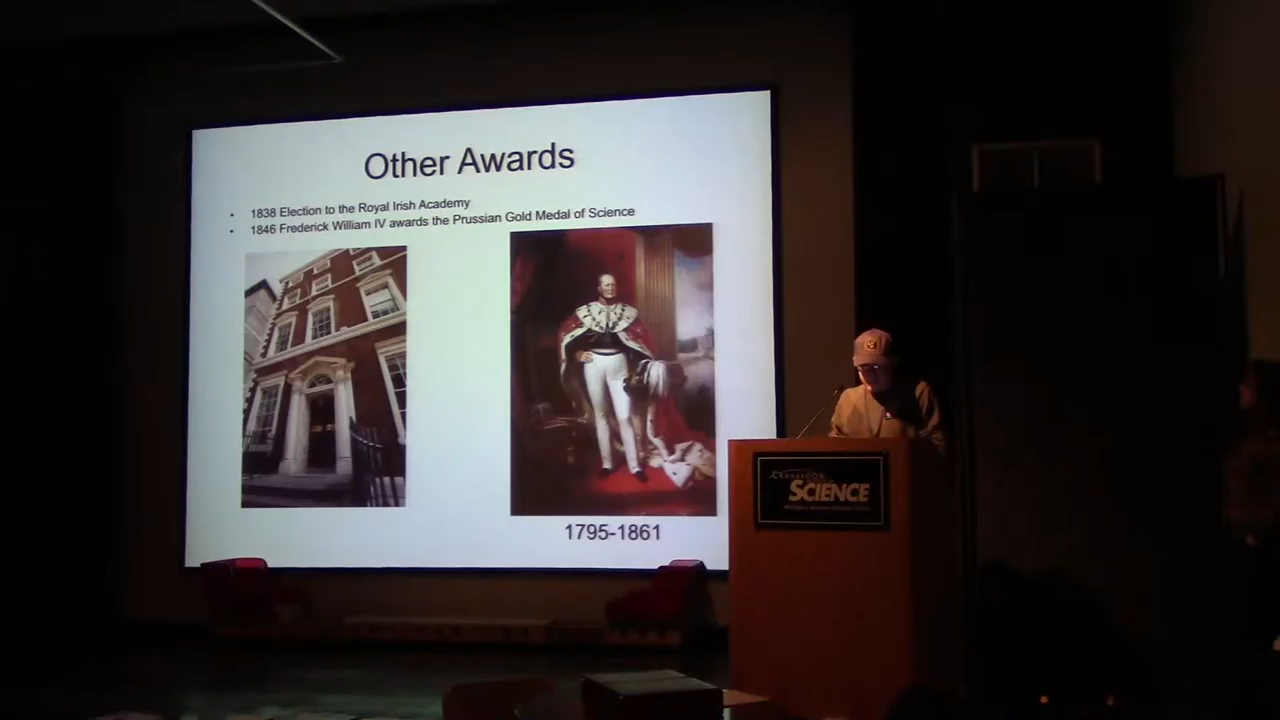 Other Awards
• 1838 Election to the Royal Irish Academy
• 1846 Frederick William IV awards the Prussian Gold Medal of Science
1795-1861
CRANBROOK
SCIENCE